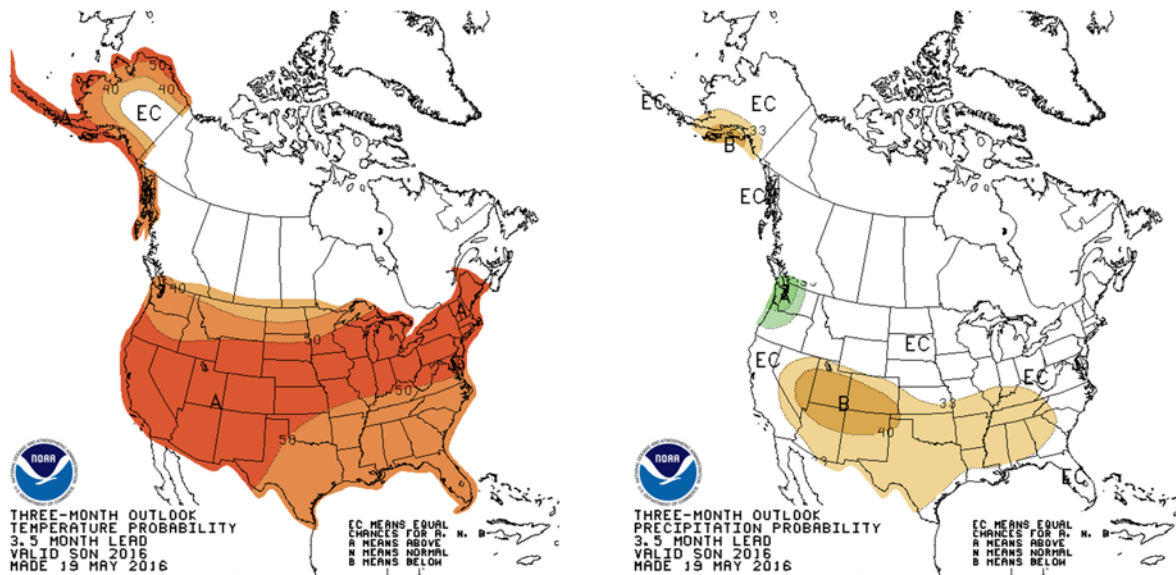 50
40
40
EC
A
40
50
A
A
50
50
NOAA
THREE-MONTH OUTLOOK
TEMPERATURE PROBABILITY
3.5 MONTH LEAD
VALID SON 2016
MADE 19 MAY 2016
EC MEANS EQUAL
CHANCES FOR A, N, B
A MEANS ABOVE
N MEANS NORMAL
B MEANS BELOW
EC
EC
33
B
EC
A
EC
EC
EC
33
B
40
EC
NOAA
THREE-MONTH OUTLOOK
PRECIPITATION PROBABILITY
3.5 MONTH LEAD
VALID SON 2016
MADE 19 MAY 2016
EC MEANS EQUAL
CHANCES FOR A, N, B
A MEANS ABOVE
N MEANS NORMAL
B MEANS BELOW